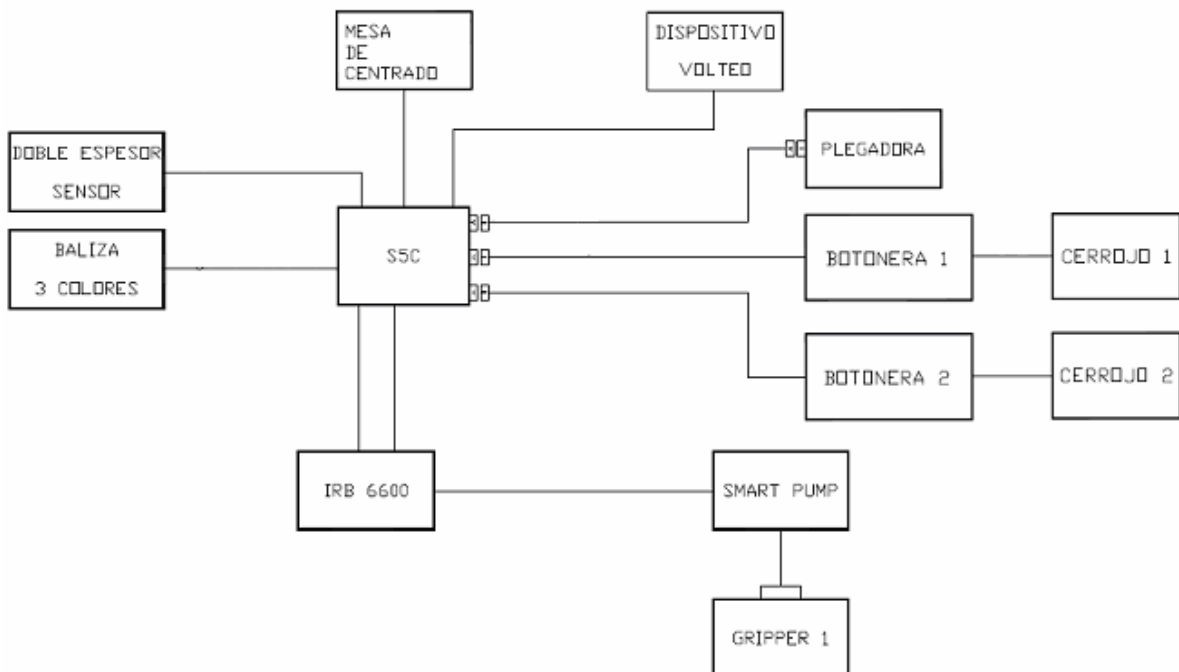 MESA
DE
CENTRADO
DISPOSITIVO
VOLTEO
DOBLE ESPESOR
SENSOR
PLEGADORA
BALIZA
3 COLORES
S5C
BOTONERA 1
CERROJO 1
BOTONERA 2
CERROJO 2
IRB 6600
SMART PUMP
GRIPPER 1